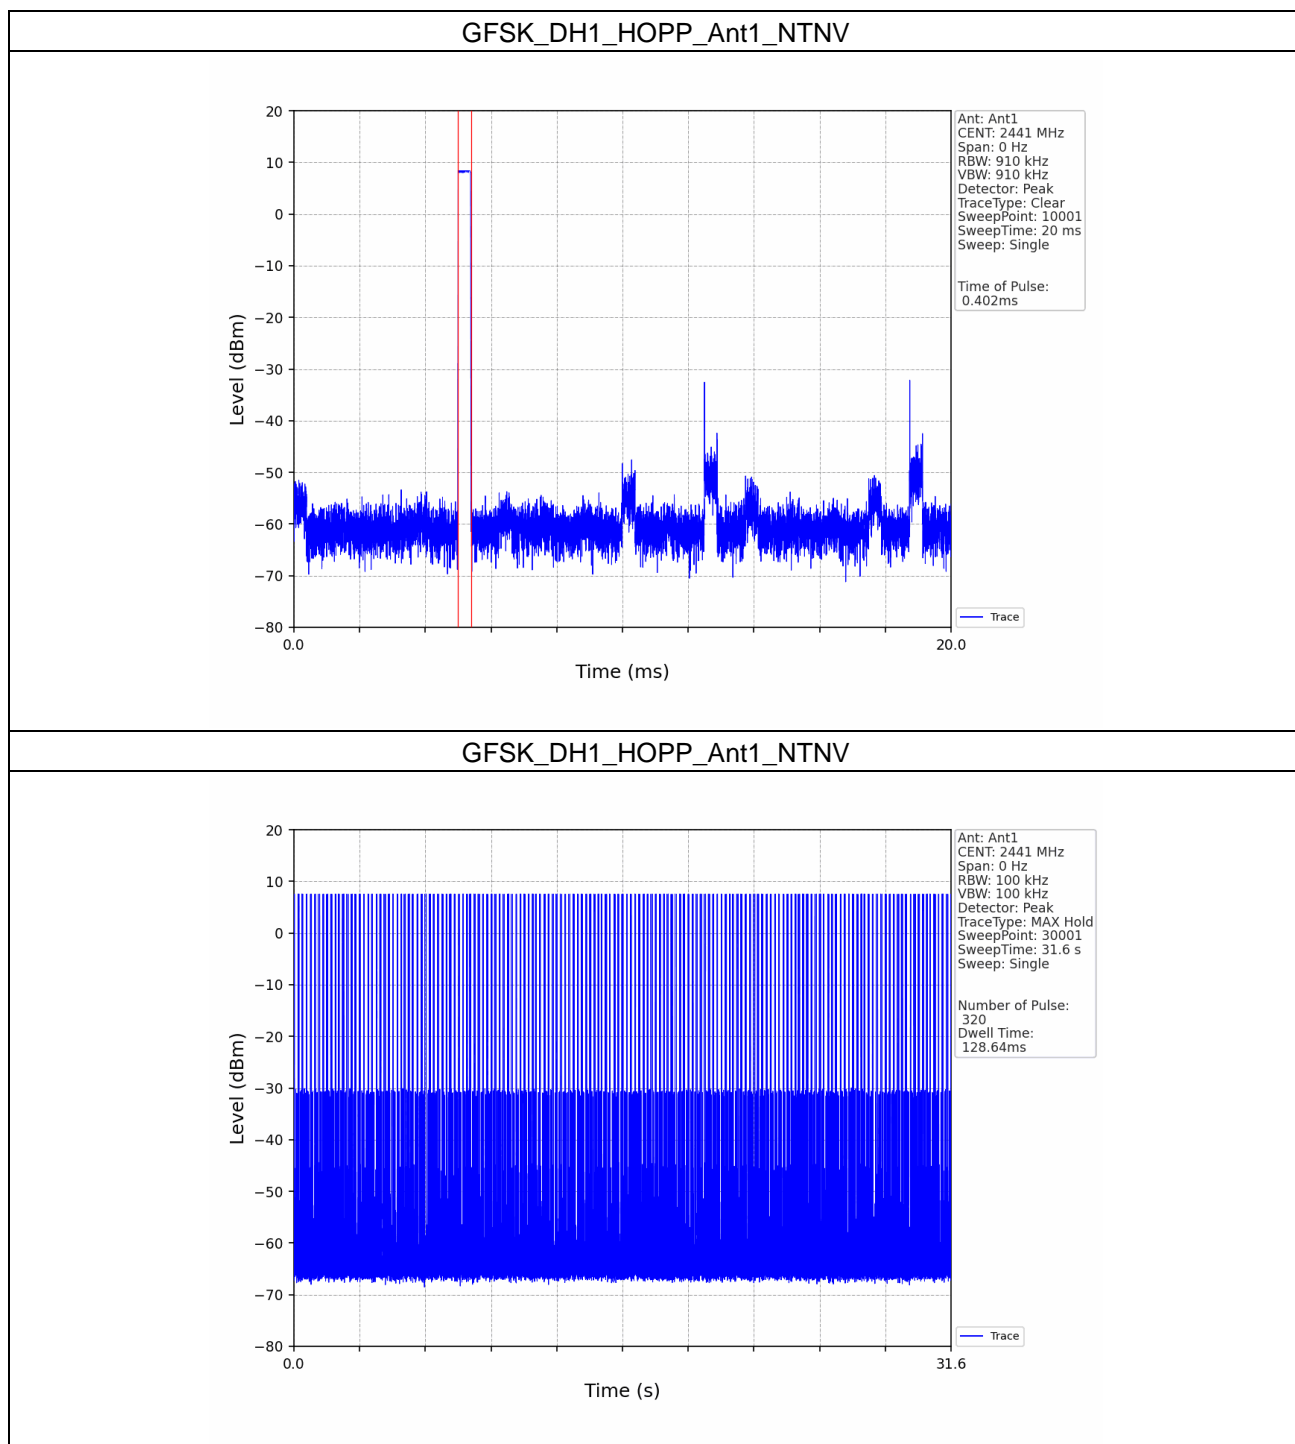 GFSK_DH1_HOPP_Ant1_NTNV
20
10
0
−10
−20
−30
−40
−50
−60
−70
−80
Level (dBm)
0.0
20.0
Time (ms)
Ant: Ant1
CENT: 2441 MHz
Span: 0 Hz
RBW: 910 kHz
VBW: 910 kHz
Detector: Peak
TraceType: Clear
SweepPoint: 10001
SweepTime: 20 ms
Sweep: Single
Time of Pulse:
0.402ms
Trace
GFSK_DH1_HOPP_Ant1_NTNV
20
10
0
−10
−20
−30
−40
−50
−60
−70
−80
Level (dBm)
0.0
31.6
Time (s)
Ant: Ant1
CENT: 2441 MHz
Span: 0 Hz
RBW: 100 kHz
VBW: 100 kHz
Detector: Peak
TraceType: MAX Hold
SweepPoint: 30001
SweepTime: 31.6 s
Sweep: Single
Number of Pulse:
320
Dwell Time:
128.64ms
Trace